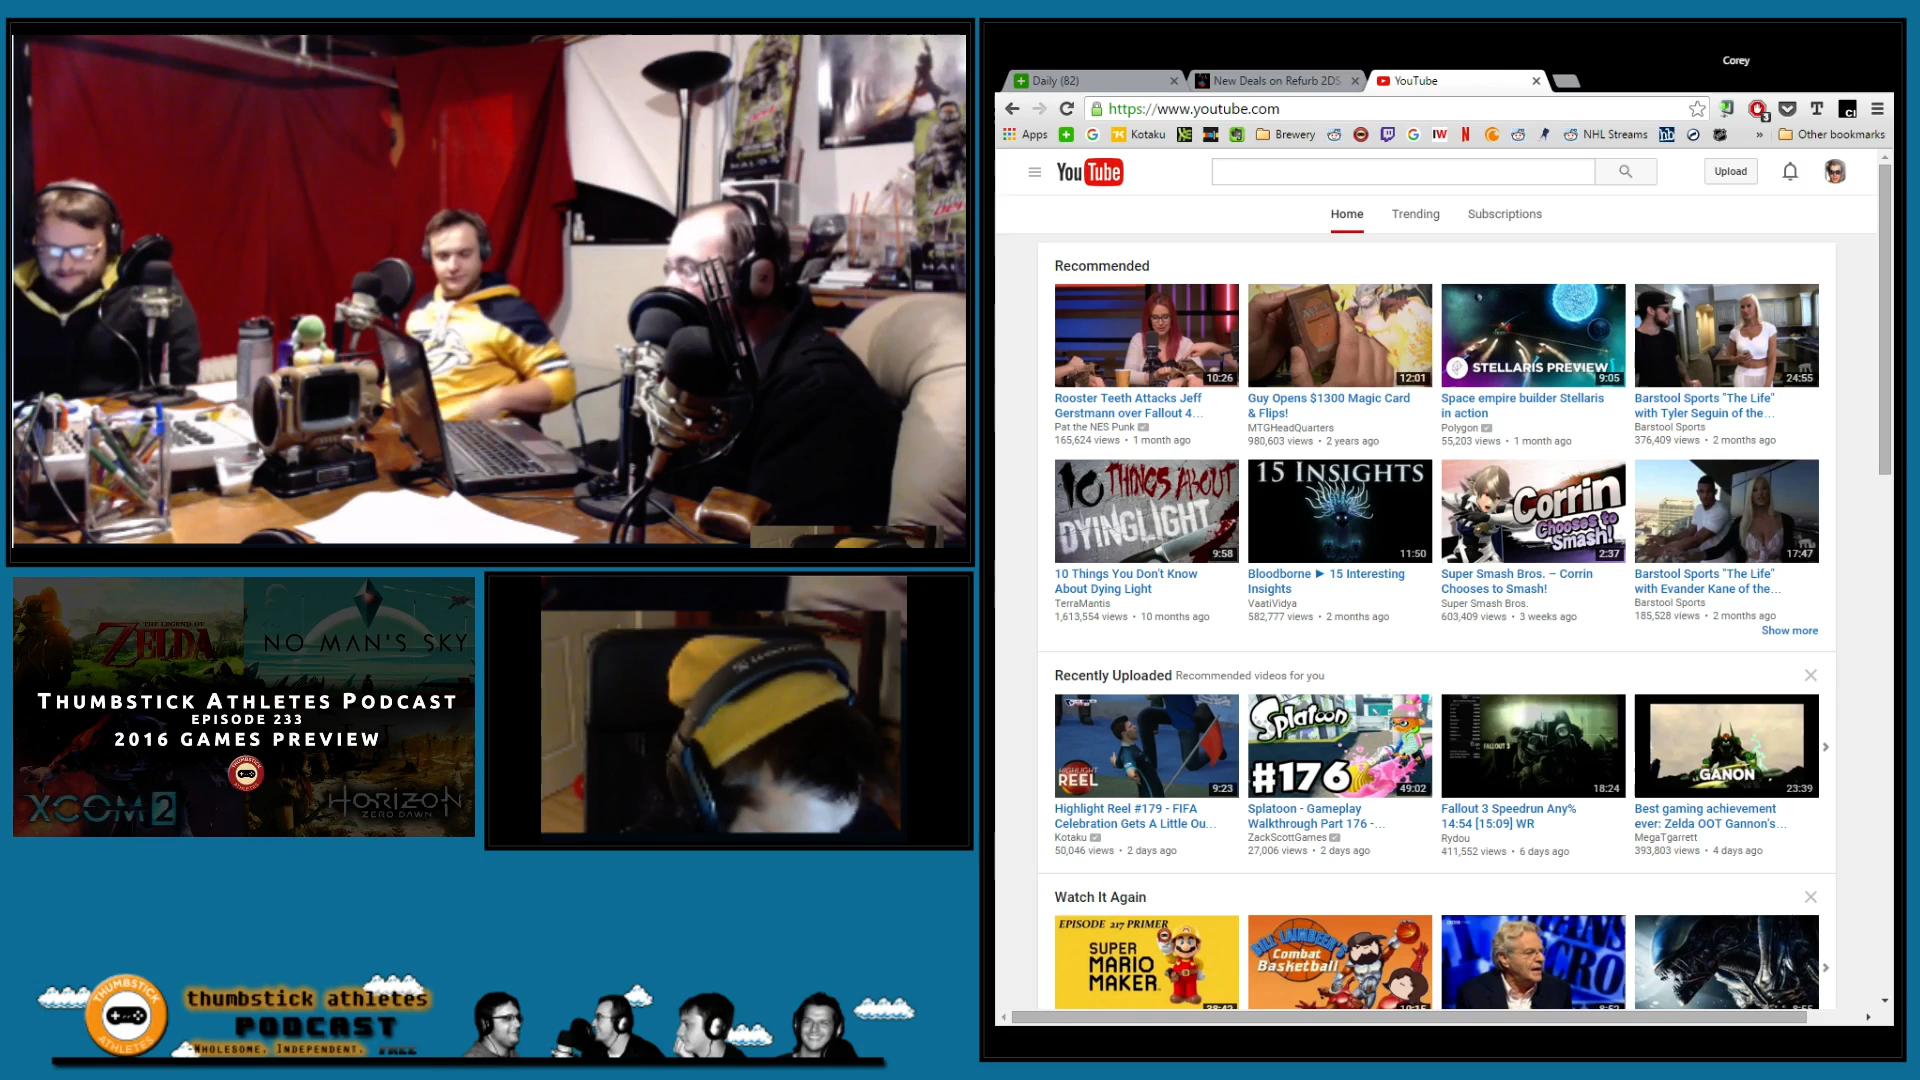 THE LEGEND OF
ZELDA
NO MAN'S SKY
THUMBSTICK ATHLETES PODCAST
EPISODE 233
2016 GAMES PREVIEW
XCOM 2
HORIZON
ZERO DAWN
THUMBSTICK
ATHLETES
thumbstick athletes
PODCAST
WHOLESOME. INDEPENDENT. FREE
Corey
Daily (82)
New Deals on Refurb 2DS
YouTube
https://www.youtube.com
Apps
Kotaku
Brewery
IW
NHL Streams
»
Other bookmarks
YouTube
Upload
Home
Trending
Subscriptions
Recommended
10:26
12:01
STELLARIS PREVIEW
9:05
24:55
Rooster Teeth Attacks Jeff
Gerstmann over Fallout 4...
Pat the NES Punk
165,624 views • 1 month ago
Guy Opens $1300 Magic Card
& Flips!
MTGHeadQuarters
980,603 views • 2 years ago
Space empire builder Stellaris
in action
Polygon
55,203 views • 1 month ago
Barstool Sports "The Life"
with Tyler Seguin of the...
Barstool Sports
376,409 views • 2 months ago
10 THINGS ABOUT
DYING LIGHT
9:58
15 INSIGHTS
11:50
Corrin
Chooses to
Smash!
2:37
17:47
10 Things You Don't Know
About Dying Light
TerraMantis
1,613,554 views • 10 months ago
Bloodborne ► 15 Interesting
Insights
VaatiVidya
582,777 views • 2 months ago
Super Smash Bros. – Corrin
Chooses to Smash!
Super Smash Bros.
603,409 views • 3 weeks ago
Barstool Sports "The Life"
with Evander Kane of the...
Barstool Sports
185,528 views • 2 months ago
Show more
Recently Uploaded Recommended videos for you
HIGHLIGHT
REEL
9:23
Splatoon
#176
49:02
FALLOUT 3
18:24
GANON
23:39
Highlight Reel #179 - FIFA
Celebration Gets A Little Ou...
Kotaku
50,046 views • 2 days ago
Splatoon - Gameplay
Walkthrough Part 176 -...
ZackScottGames
27,006 views • 2 days ago
Fallout 3 Speedrun Any%
14:54 [15:09] WR
Rydou
411,552 views • 6 days ago
Best gaming achievement
ever: Zelda OOT Gannon's...
MegaTgarrett
393,803 views • 4 days ago
Watch It Again
EPISODE 217 PRIMER
SUPER
MARIO
MAKER
BILL LAIMBEER'S
Combat
Basketball